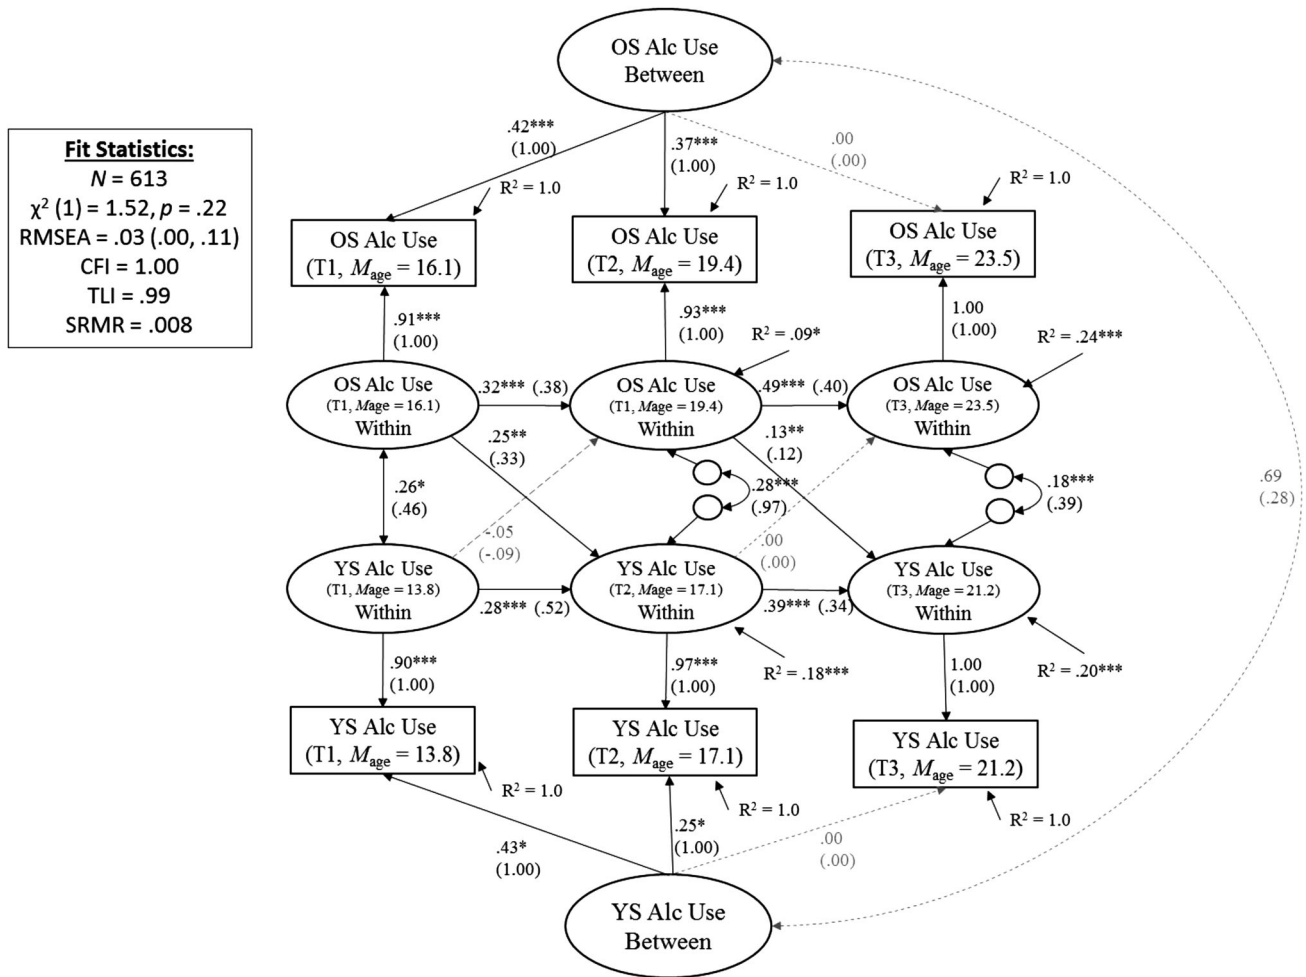 OS Alc Use
Between
Fit Statistics:
N = 613
χ² (1) = 1.52, p = .22
RMSEA = .03 (.00, .11)
CFI = 1.00
TLI = .99
SRMR = .008
.42***
(1.00)
.37***
(1.00)
.00
(.00)
R² = 1.0
R² = 1.0
R² = 1.0
OS Alc Use
(T1, Mage = 16.1)
OS Alc Use
(T2, Mage = 19.4)
OS Alc Use
(T3, Mage = 23.5)
.91***
(1.00)
.93***
(1.00)
1.00
(1.00)
R² = .09*
R² = .24***
OS Alc Use
(T1, Mage = 16.1)
Within
.32*** (.38)
OS Alc Use
(T1, Mage = 19.4)
Within
.49*** (.40)
OS Alc Use
(T3, Mage = 23.5)
Within
.25**
(.33)
.13**
(.12)
.26*
(.46)
.28***
(.97)
.18***
(.39)
.69
(.28)
-.05
(-.09)
.00
(.00)
YS Alc Use
(T1, Mage = 13.8)
Within
.28*** (.52)
YS Alc Use
(T2, Mage = 17.1)
Within
.39*** (.34)
YS Alc Use
(T3, Mage = 21.2)
Within
.90***
(1.00)
.97***
(1.00)
R² = .18***
1.00
(1.00)
R² = .20***
YS Alc Use
(T1, Mage = 13.8)
YS Alc Use
(T2, Mage = 17.1)
YS Alc Use
(T3, Mage = 21.2)
R² = 1.0
R² = 1.0
R² = 1.0
.43*
(1.00)
.25*
(1.00)
.00
(.00)
YS Alc Use
Between